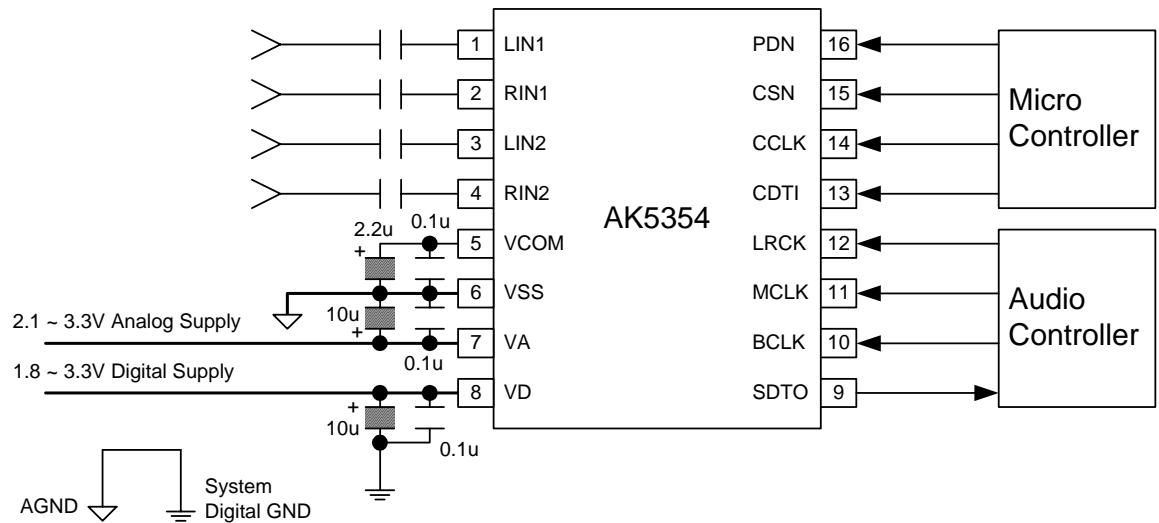 1 LIN1 PDN 16
2 RIN1 CSN 15
3 LIN2 CCLK 14
4 RIN2 CDTI 13
Micro
Controller
AK5354
2.2u 0.1u
+
5 VCOM LRCK 12
6 VSS MCLK 11
10u
+
2.1 ~ 3.3V Analog Supply
7 VA BCLK 10
0.1u
Audio
Controller
1.8 ~ 3.3V Digital Supply
8 VD SDTO 9
+
10u
0.1u
AGND
System
Digital GND